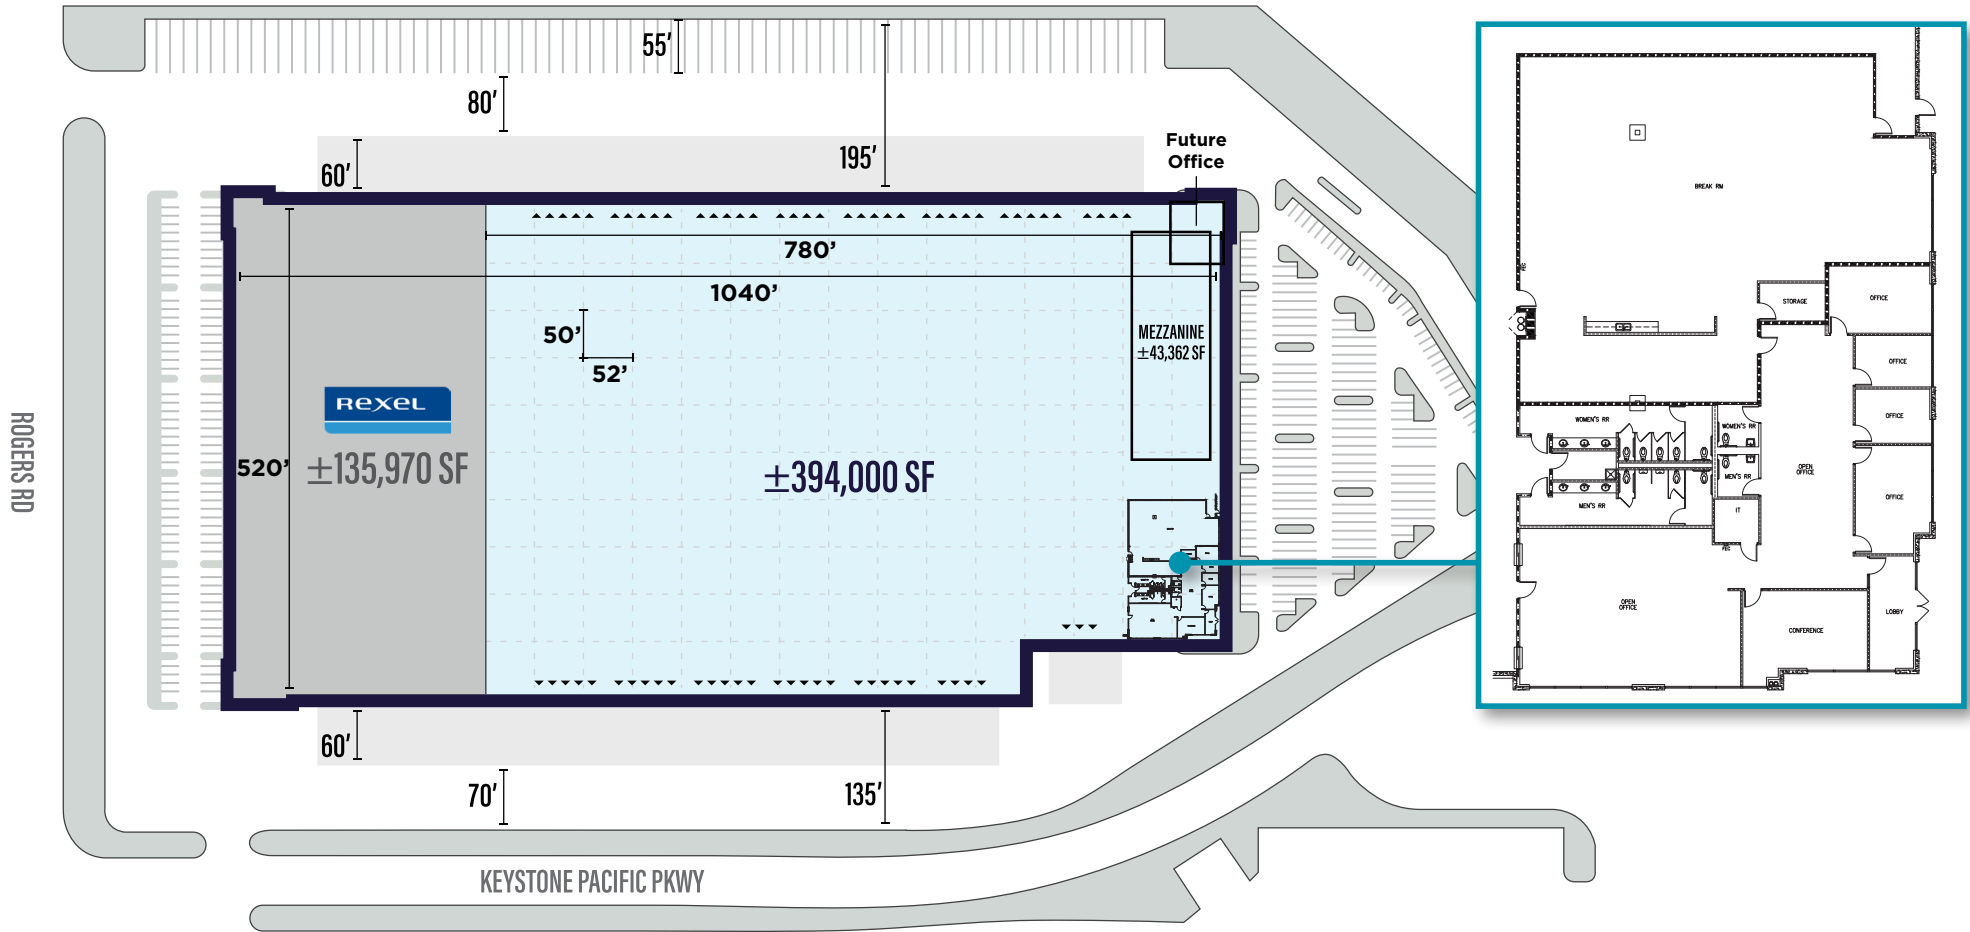 55'
80'
60'
195'
Future
Office
780'
1040'
50'
52'
MEZZANINE
±43,362 SF
REXEL
520'
±135,970 SF
±394,000 SF
ROGERS RD
60'
70'
135'
KEYSTONE PACIFIC PKWY
BREAK RM
FEC
STORAGE
OFFICE
OFFICE
OFFICE
WOMEN'S RR
WOMEN'S RR
OPEN
OFFICE
MEN'S RR
OFFICE
MEN'S RR
IT
FEC
OPEN
OFFICE
LOBBY
CONFERENCE